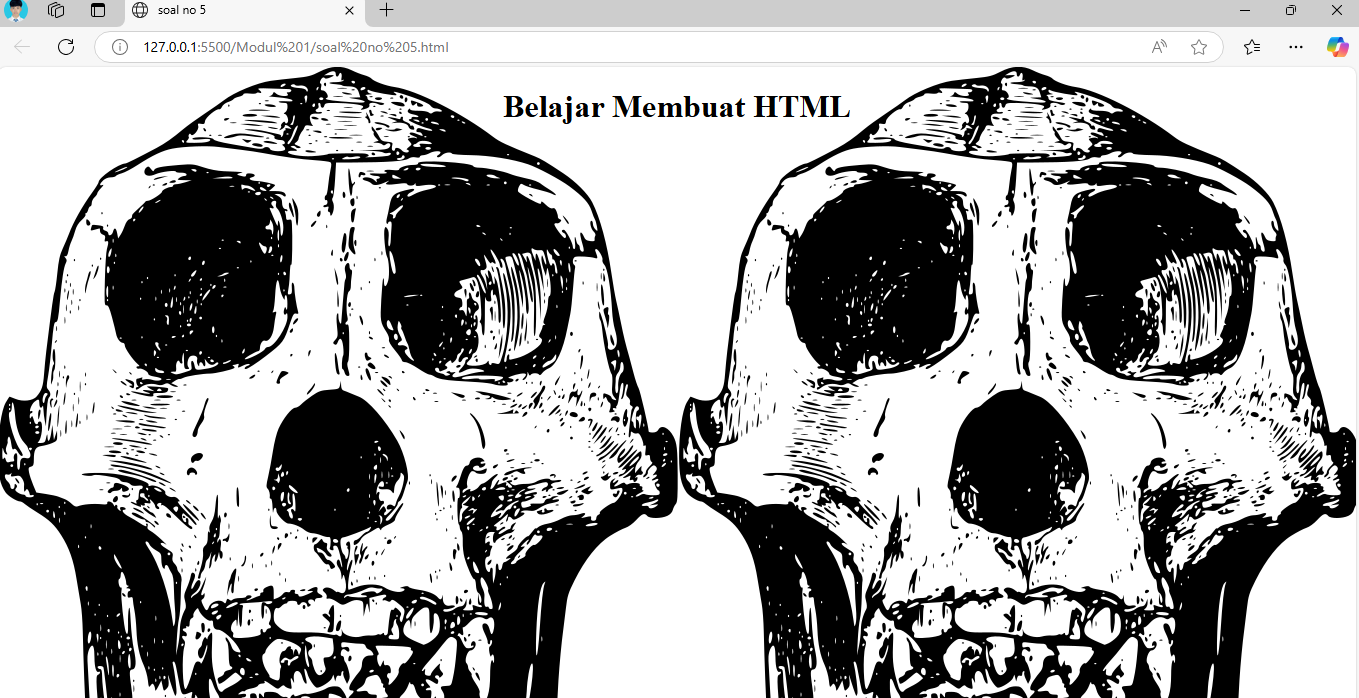 soal no 5
127.0.0.1:5500/Modul%201/soal%20no%205.html
Belajar Membuat HTML